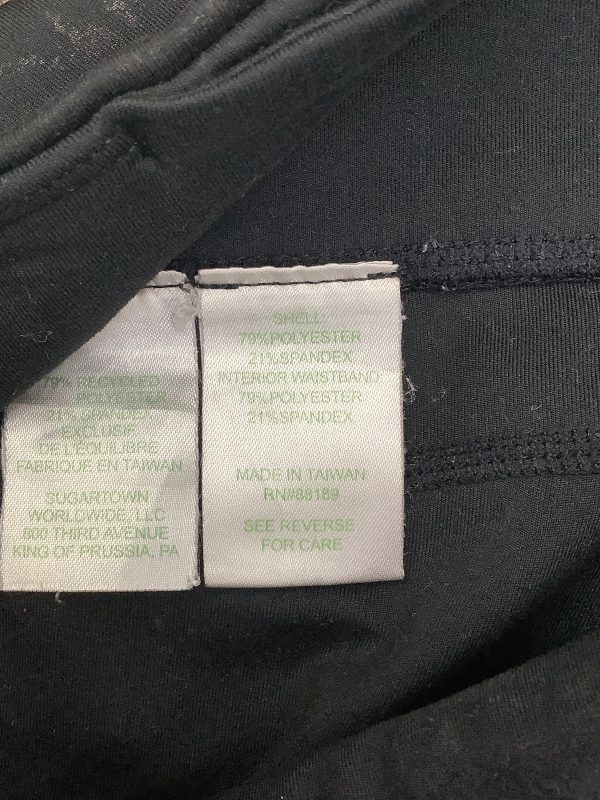 79% RECYCLED
POLYESTER
21% SPANDEX
EXCLUSIF
DE L'ÉQUILIBRE
FABRIQUE EN TAIWAN
SUGARTOWN
WORLDWIDE, LLC
800 THIRD AVENUE
KING OF PRUSSIA, PA
SHELL:
79%POLYESTER
21%SPANDEX
INTERIOR WAISTBAND
79%POLYESTER
21%SPANDEX
MADE IN TAIWAN
RN#88189
SEE REVERSE
FOR CARE